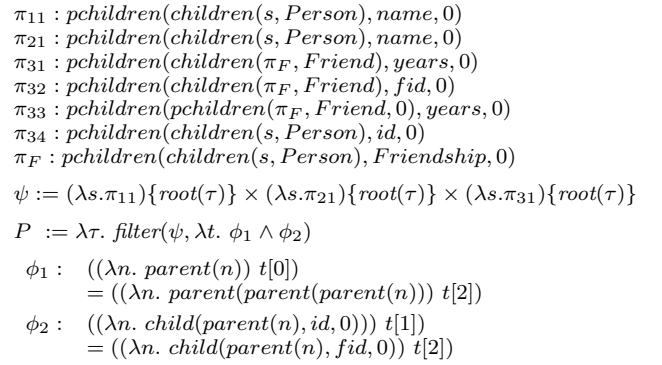 π₁₁ : pchildren(children(s, Person), name, 0)
π₂₁ : pchildren(children(s, Person), name, 0)
π₃₁ : pchildren(children(π_F, Friend), years, 0)
π₃₂ : pchildren(children(π_F, Friend), fid, 0)
π₃₃ : pchildren(pchildren(π_F, Friend, 0), years, 0)
π₃₄ : pchildren(children(s, Person), id, 0)
π_F : pchildren(children(s, Person), Friendship, 0)
ψ := (λs.π₁₁){root(τ)} × (λs.π₂₁){root(τ)} × (λs.π₃₁){root(τ)}
P := λτ. filter(ψ, λt. ϕ₁ ∧ ϕ₂)
ϕ₁ : ((λn. parent(n)) t[0])
= ((λn. parent(parent(parent(n))) t[2])
ϕ₂ : ((λn. child(parent(n), id, 0))) t[1])
= ((λn. child(parent(n), fid, 0)) t[2])